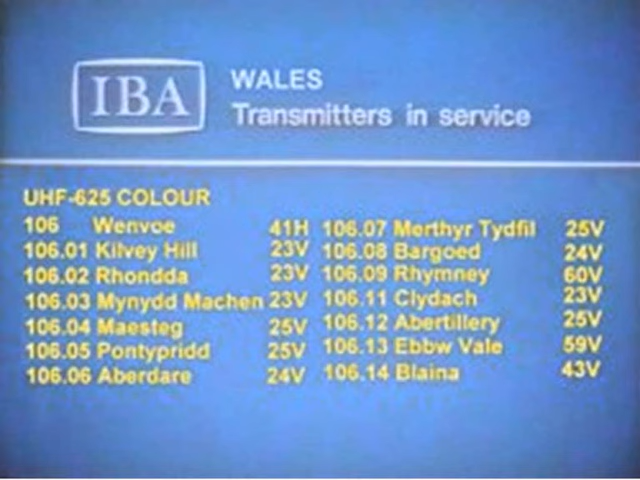 IBA
WALES
Transmitters in service
UHF-625 COLOUR
106 Wenvoe 41H
106.01 Kilvey Hill 23V
106.02 Rhondda 23V
106.03 Mynydd Machen 23V
106.04 Maesteg 25V
106.05 Pontypridd 25V
106.06 Aberdare 24V
106.07 Merthyr Tydfil 25V
106.08 Bargoed 24V
106.09 Rhymney 60V
106.11 Clydach 23V
106.12 Abertillery 25V
106.13 Ebbw Vale 59V
106.14 Blaina 43V